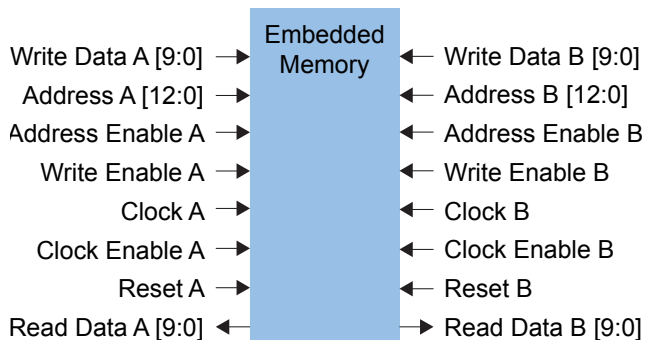 Embedded
Memory
Write Data A [9:0]
Address A [12:0]
Address Enable A
Write Enable A
Clock A
Clock Enable A
Reset A
Read Data A [9:0]
Write Data B [9:0]
Address B [12:0]
Address Enable B
Write Enable B
Clock B
Clock Enable B
Reset B
Read Data B [9:0]